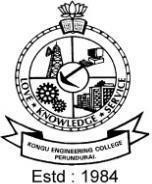 LOVE • KNOWLEDGE • SERVICE
KONGU ENGINEERING COLLEGE
PERUNDURAI.
Estd : 1984